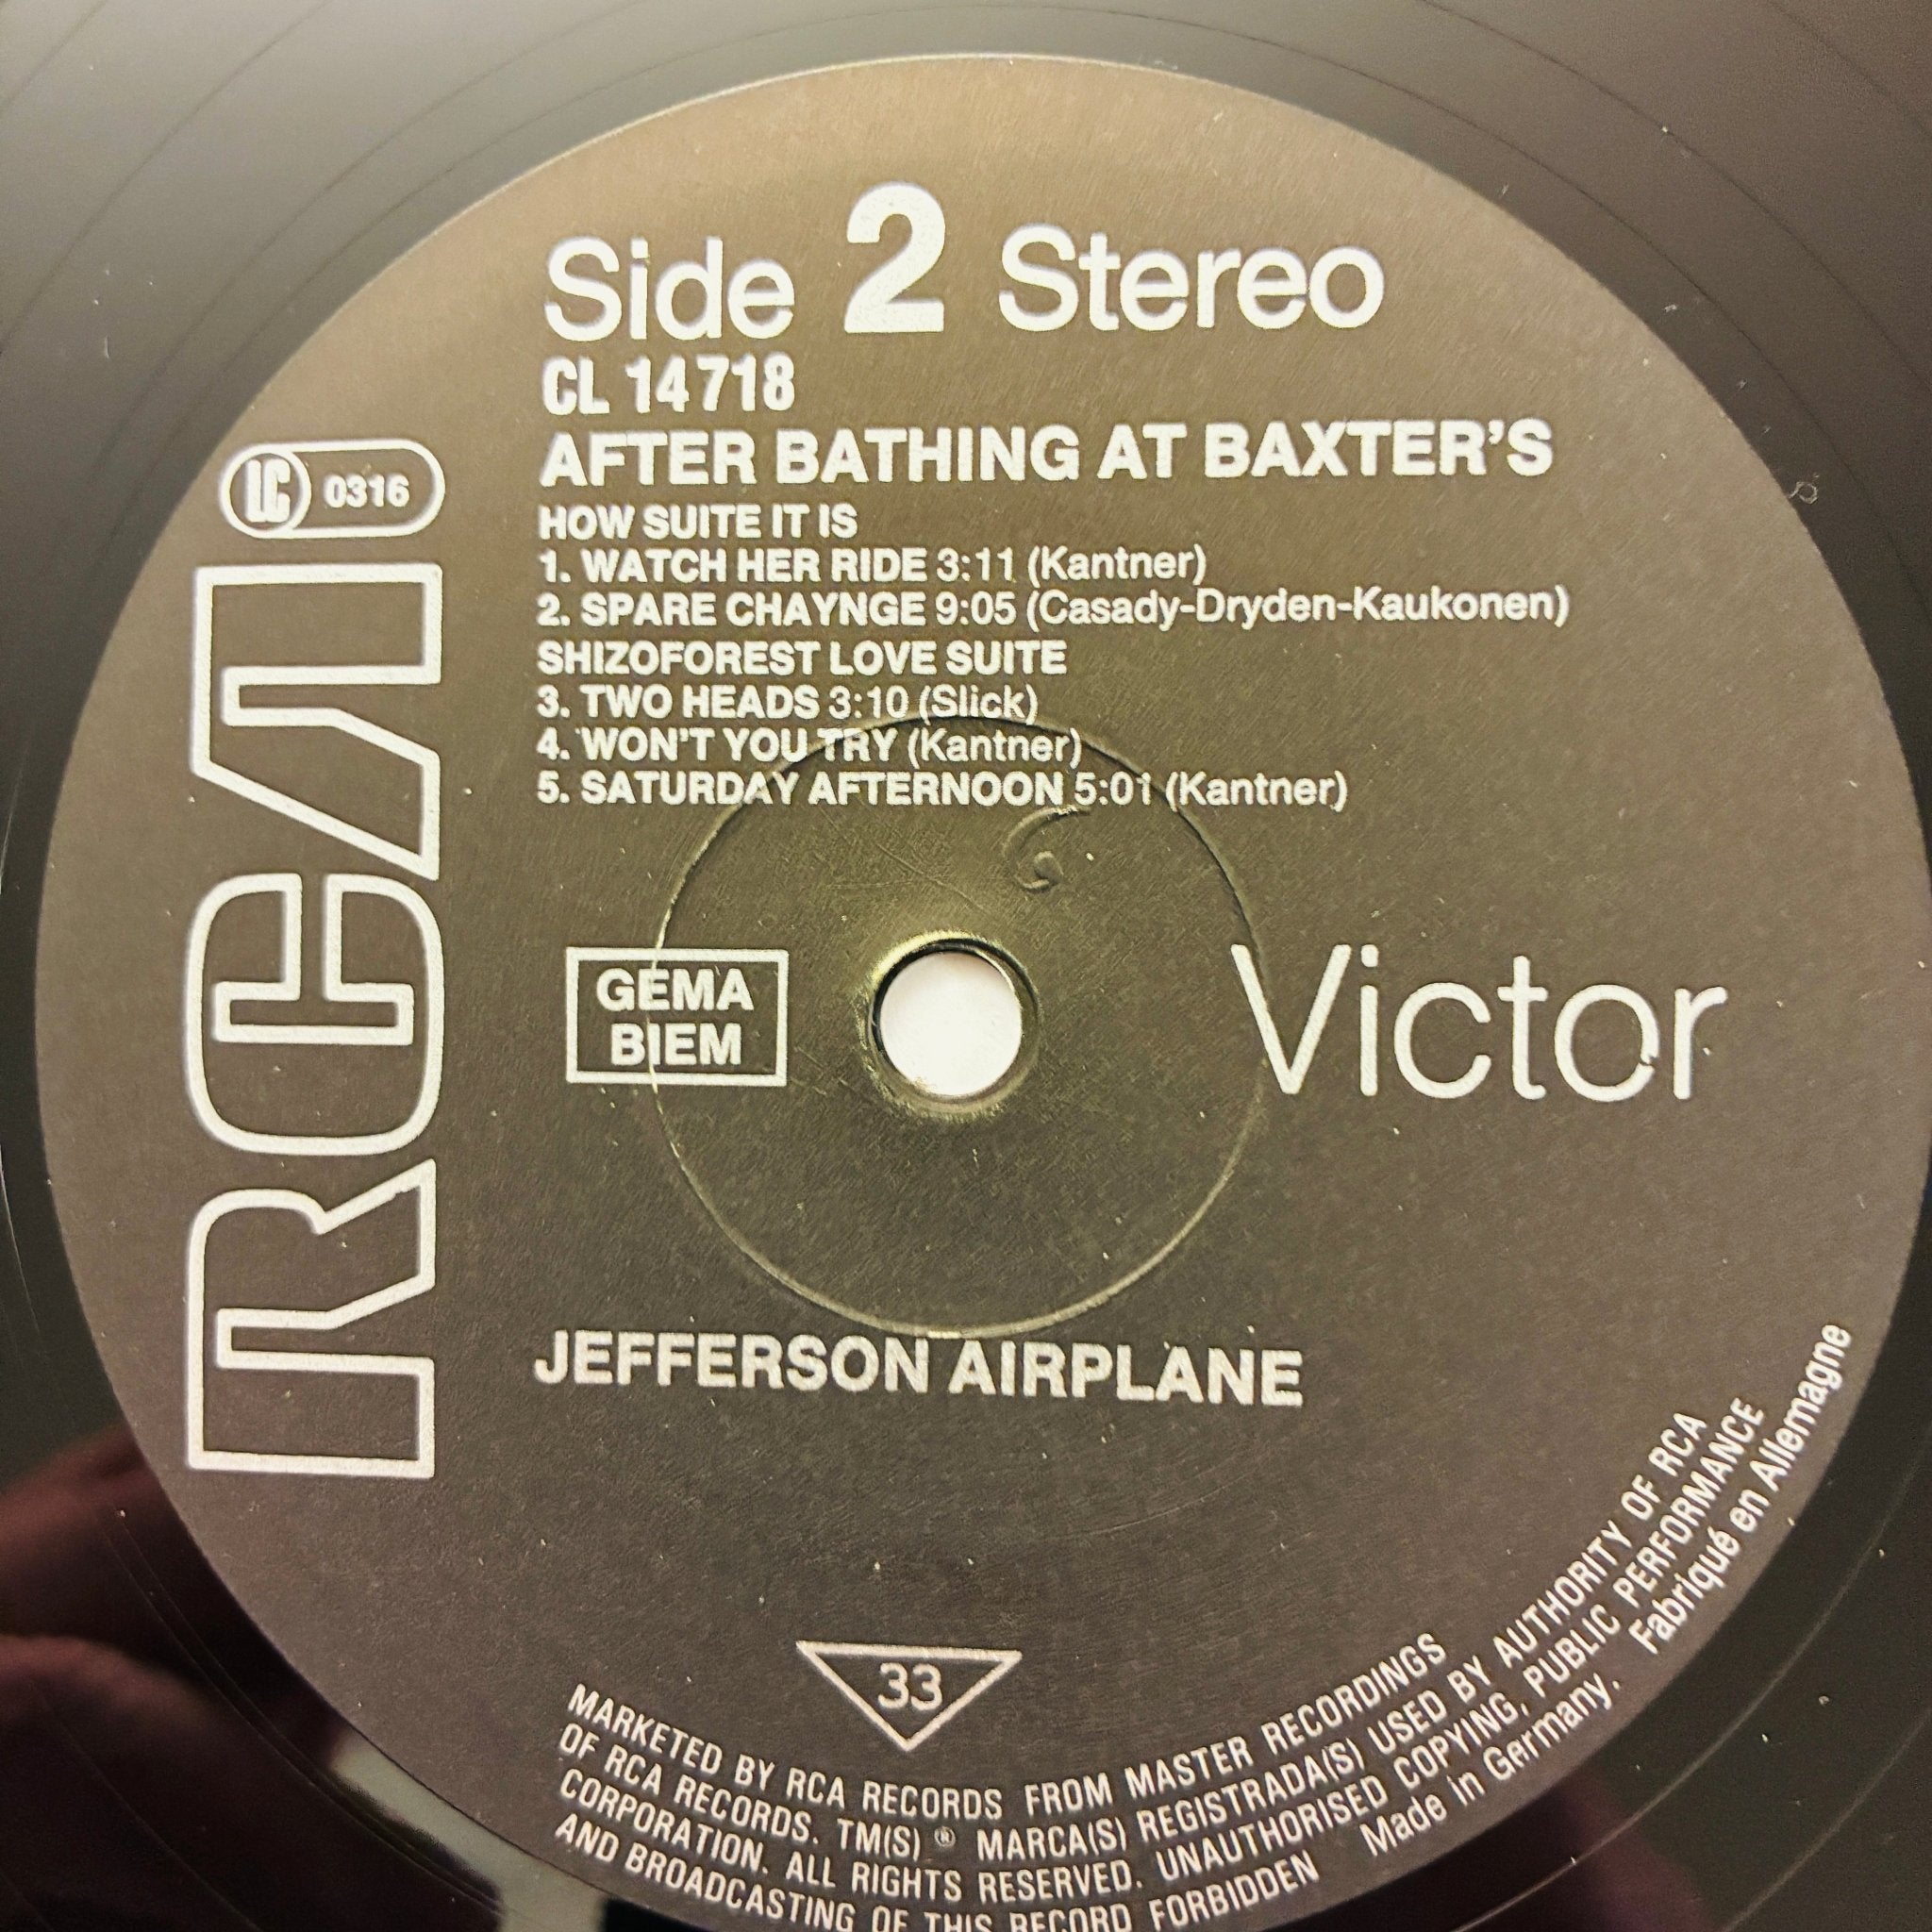 Side 2 Stereo
CL 14718
AFTER BATHING AT BAXTER'S
LC 0316
HOW SUITE IT IS
1. WATCH HER RIDE 3:11 (Kantner)
2. SPARE CHAYNGE 9:05 (Casady-Dryden-Kaukonen)
SHIZOFOREST LOVE SUITE
3. TWO HEADS 3:10 (Slick)
4. WON'T YOU TRY (Kantner)
5. SATURDAY AFTERNOON 5:01 (Kantner)
RCA
GEMA
BIEM
Victor
JEFFERSON AIRPLANE
33
MARKETED BY RCA RECORDS FROM MASTER RECORDINGS
OF RCA RECORDS. TM(S) ® MARCA(S) REGISTRADA(S) USED BY AUTHORITY OF RCA
CORPORATION. ALL RIGHTS RESERVED. UNAUTHORISED COPYING, PUBLIC PERFORMANCE
AND BROADCASTING OF THIS RECORD FORBIDDEN Made in Germany. Fabriqué en Allemagne